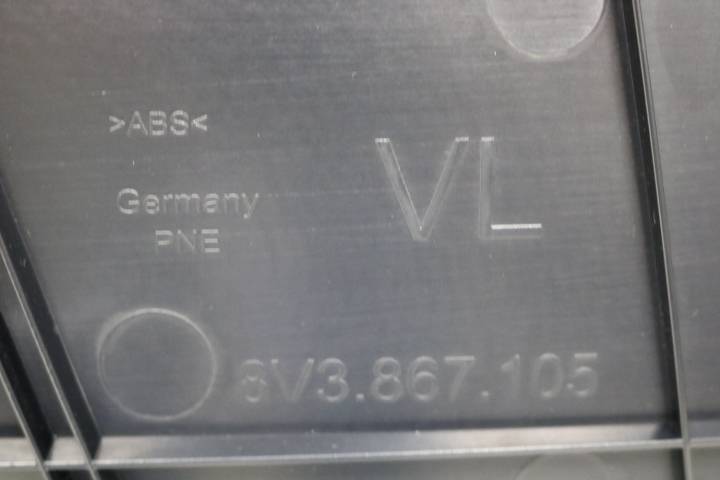 >ABS<
VL
Germany
PNE
8V3.867.105